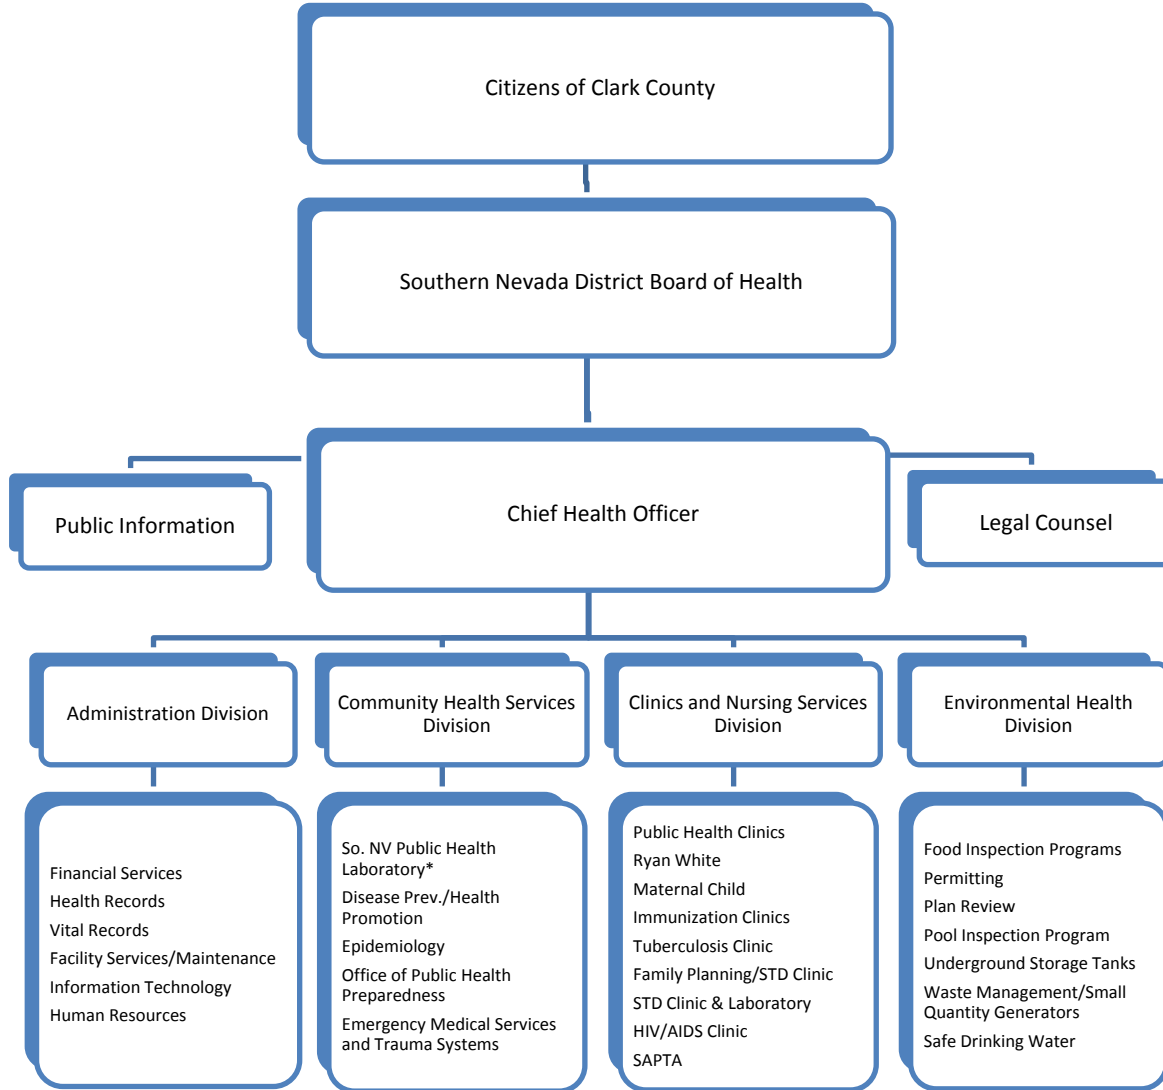 Citizens of Clark County
Southern Nevada District Board of Health
Public Information
Chief Health Officer
Legal Counsel
Administration Division
Community Health Services
Division
Clinics and Nursing Services
Division
Environmental Health
Division
Financial Services
Health Records
Vital Records
Facility Services/Maintenance
Information Technology
Human Resources
So. NV Public Health
Laboratory*
Disease Prev./Health
Promotion
Epidemiology
Office of Public Health
Preparedness
Emergency Medical Services
and Trauma Systems
Public Health Clinics
Ryan White
Maternal Child
Immunization Clinics
Tuberculosis Clinic
Family Planning/STD Clinic
STD Clinic & Laboratory
HIV/AIDS Clinic
SAPTA
Food Inspection Programs
Permitting
Plan Review
Pool Inspection Program
Underground Storage Tanks
Waste Management/Small
Quantity Generators
Safe Drinking Water